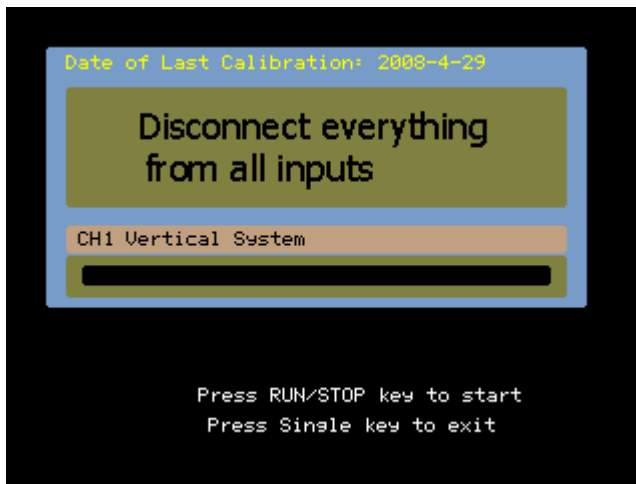 Date of Last Calibration: 2008-4-29
Disconnect everything
from all inputs
CH1 Vertical System
Press RUN/STOP key to start
Press Single key to exit